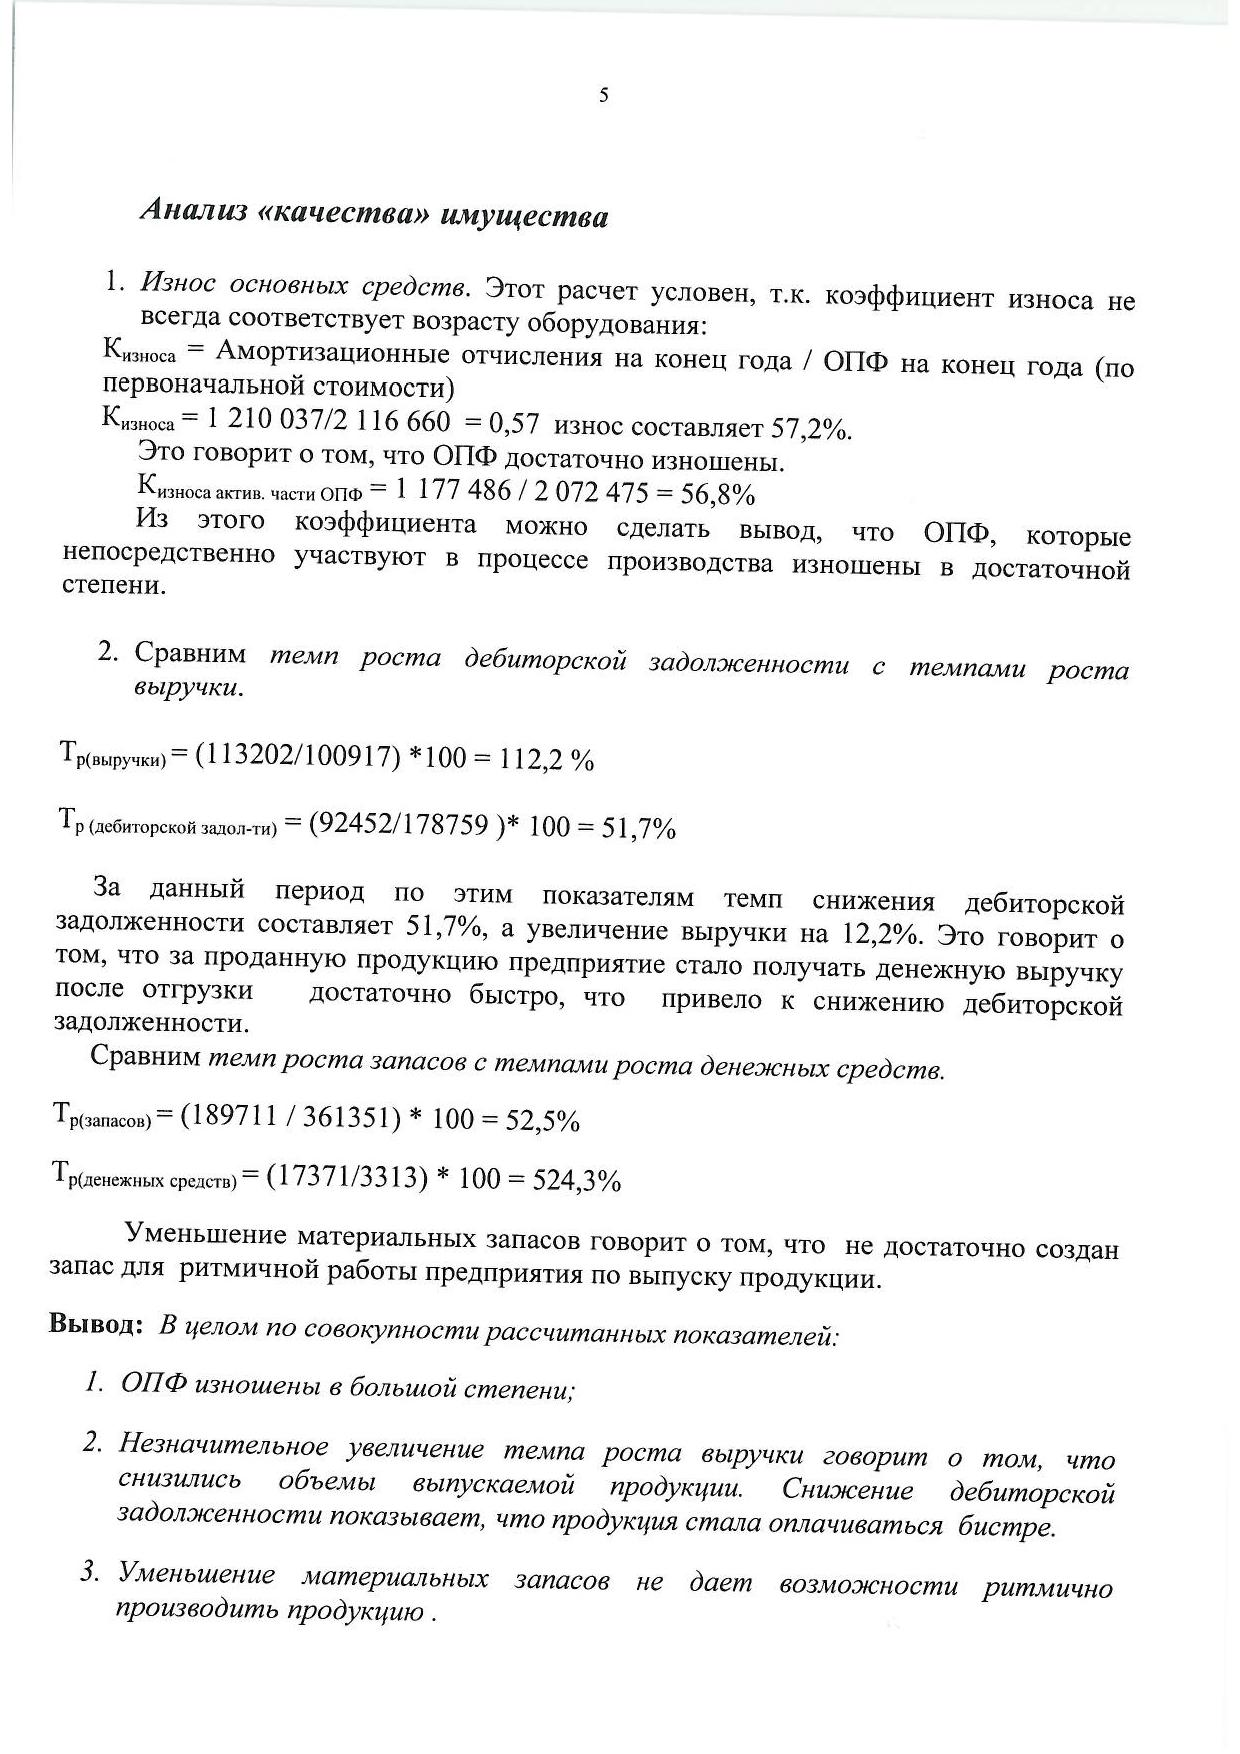 5
Анализ «качества» имущества
1. Износ основных средств. Этот расчет условен, т.к. коэффициент износа не
всегда соответствует возрасту оборудования:
Кизноса = Амортизационные отчисления на конец года / ОПФ на конец года (по
первоначальной стоимости)
Кизноса = 1 210 037/2 116 660 = 0,57 износ составляет 57,2%.
Это говорит о том, что ОПФ достаточно изношены.
Кизноса актив. части ОПФ = 1 177 486 / 2 072 475 = 56,8%
Из этого коэффициента можно сделать вывод, что ОПФ, которые
непосредственно участвуют в процессе производства изношены в достаточной
степени.
2. Сравним темп роста дебиторской задолженности с темпами роста
выручки.
Тр(выручки) = (113202/100917) *100 = 112,2 %
Тр (дебиторской задол-ти) = (92452/178759 )* 100 = 51,7%
За данный период по этим показателям темп снижения дебиторской
задолженности составляет 51,7%, а увеличение выручки на 12,2%. Это говорит о
том, что за проданную продукцию предприятие стало получать денежную выручку
после отгрузки достаточно быстро, что привело к снижению дебиторской
задолженности.
Сравним темп роста запасов с темпами роста денежных средств.
Тр(запасов) = (189711 / 361351) * 100 = 52,5%
Тр(денежных средств) = (17371/3313) * 100 = 524,3%
Уменьшение материальных запасов говорит о том, что не достаточно создан
запас для ритмичной работы предприятия по выпуску продукции.
Вывод: В целом по совокупности рассчитанных показателей:
1. ОПФ изношены в большой степени;
2. Незначительное увеличение темпа роста выручки говорит о том, что
снизились объемы выпускаемой продукции. Снижение дебиторской
задолженности показывает, что продукция стала оплачиваться бистре.
3. Уменьшение материальных запасов не дает возможности ритмично
производить продукцию .